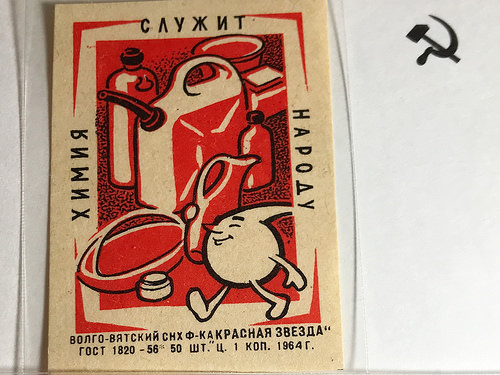 ХИМИЯ
СЛУЖИТ
НАРОДУ
ВОЛГО-ВЯТСКИЙ СНХ Ф-КА КРАСНАЯ ЗВЕЗДА"
ГОСТ 1820 - 56 50 ШТ." Ц. 1 КОП. 1964 Г.